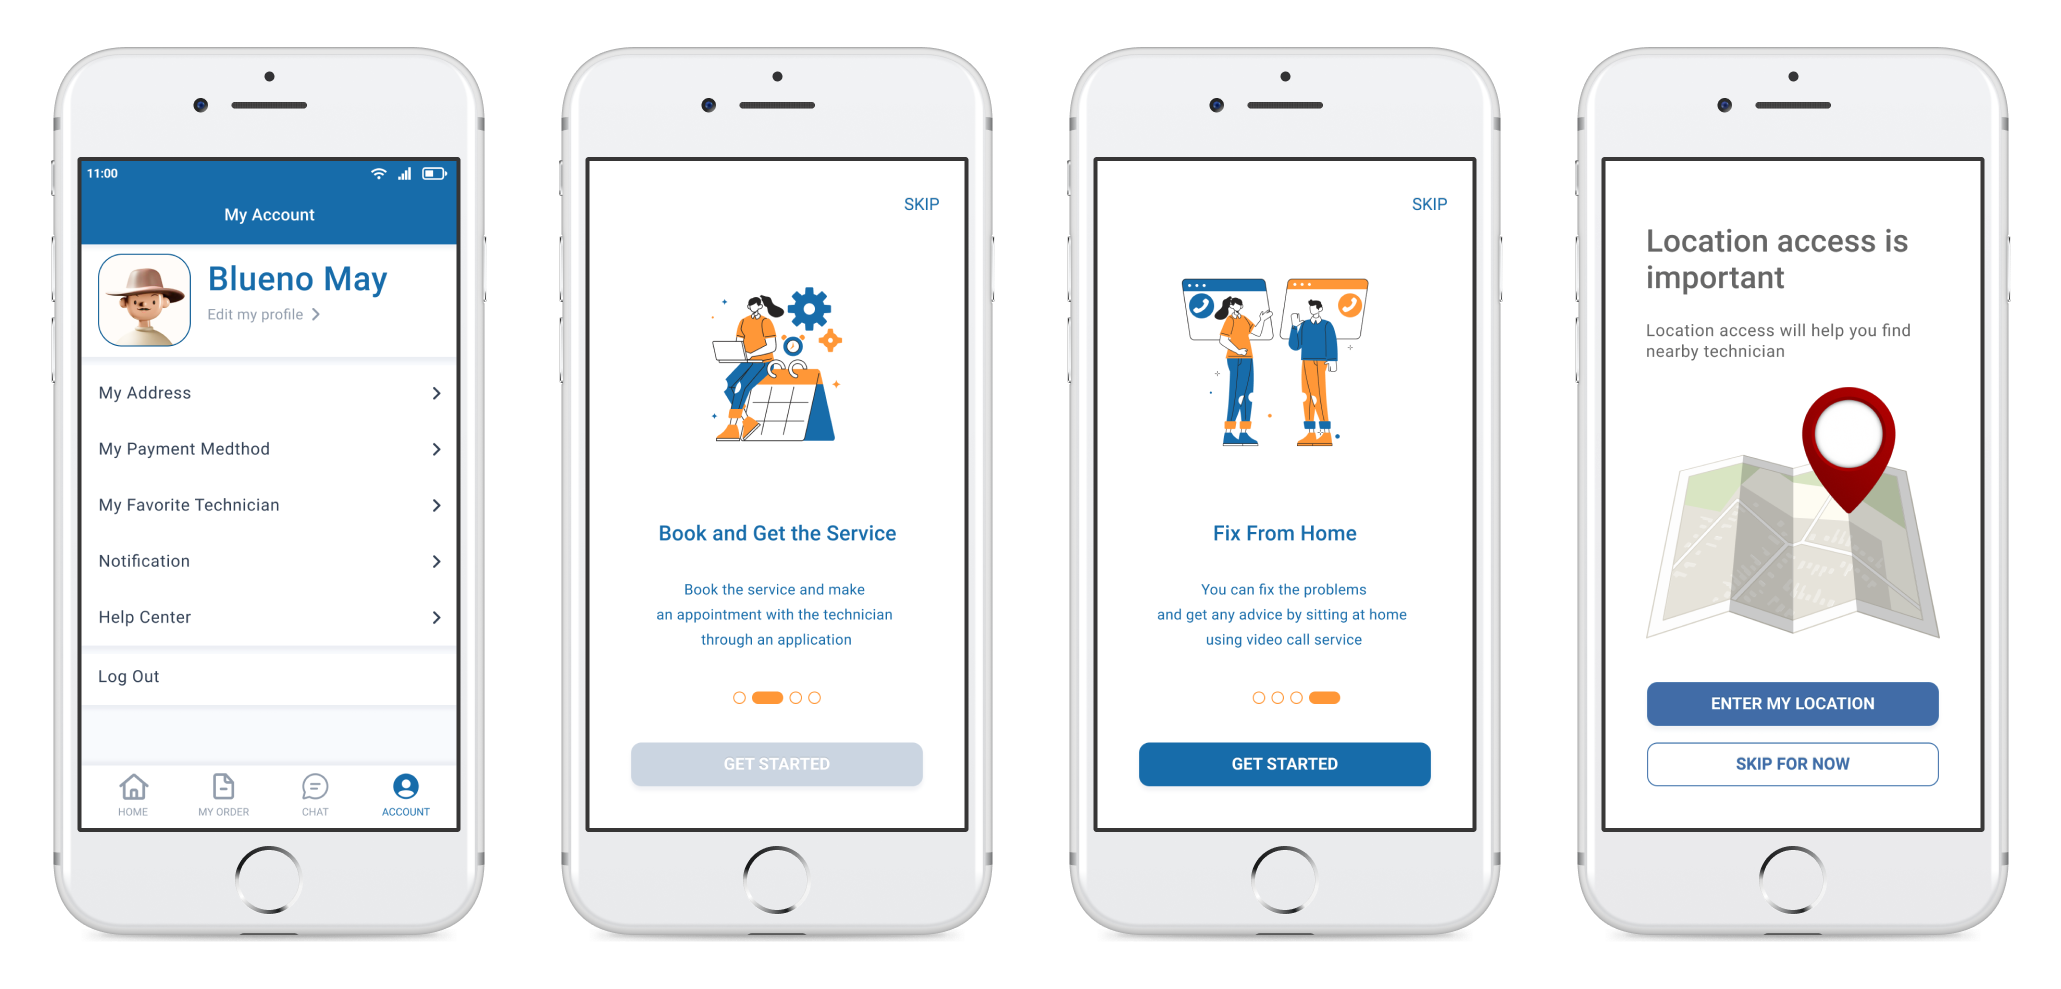 11:00
My Account
Blueno May
Edit my profile
My Address
My Payment Medthod
My Favorite Technician
Notification
Help Center
Log Out
HOME
MY ORDER
CHAT
ACCOUNT
SKIP
Book and Get the Service
Book the service and make
an appointment with the technician
through an application
GET STARTED
SKIP
Fix From Home
You can fix the problems
and get any advice by sitting at home
using video call service
GET STARTED
Location access is
important
Location access will help you find
nearby technician
ENTER MY LOCATION
SKIP FOR NOW